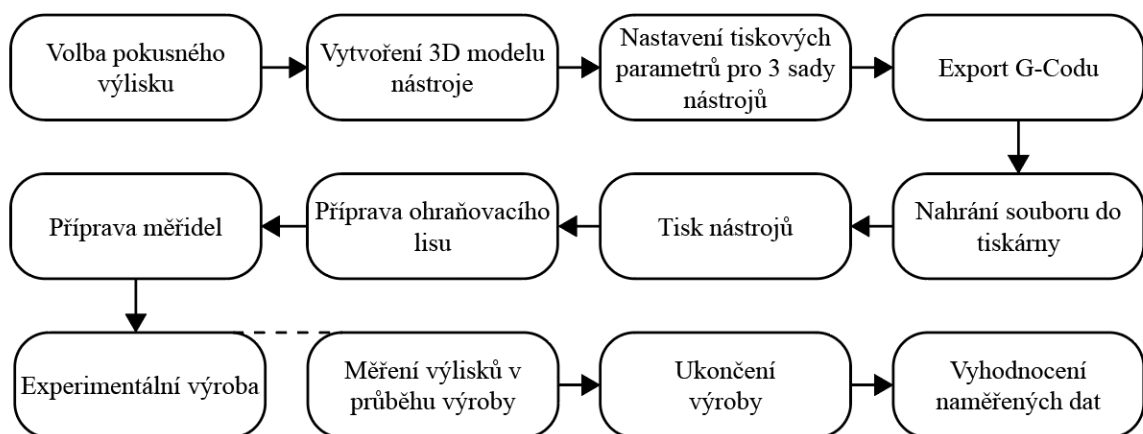 Volba pokusného
výlisku
Vytvoření 3D modelu
nástroje
Nastavení tiskových
parametrů pro 3 sady
nástrojů
Export G-Codu
Nahrání souboru do
tiskárny
Tisk nástrojů
Příprava ohraňovacího
lisu
Příprava měřidel
Experimentální výroba
Měření výlisků v
průběhu výroby
Ukončení
výroby
Vyhodnocení
naměřených dat